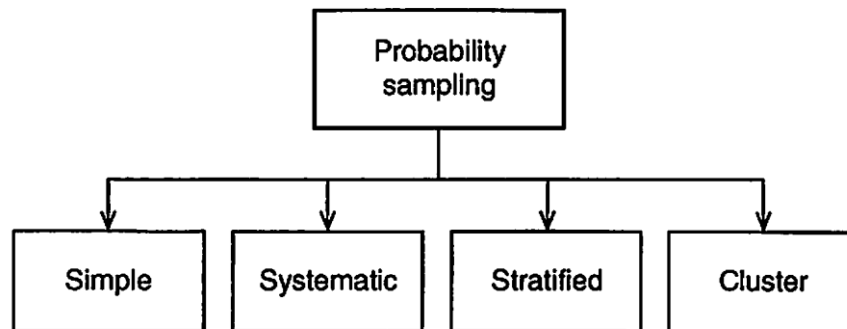 Probability
sampling
Simple
Systematic
Stratified
Cluster